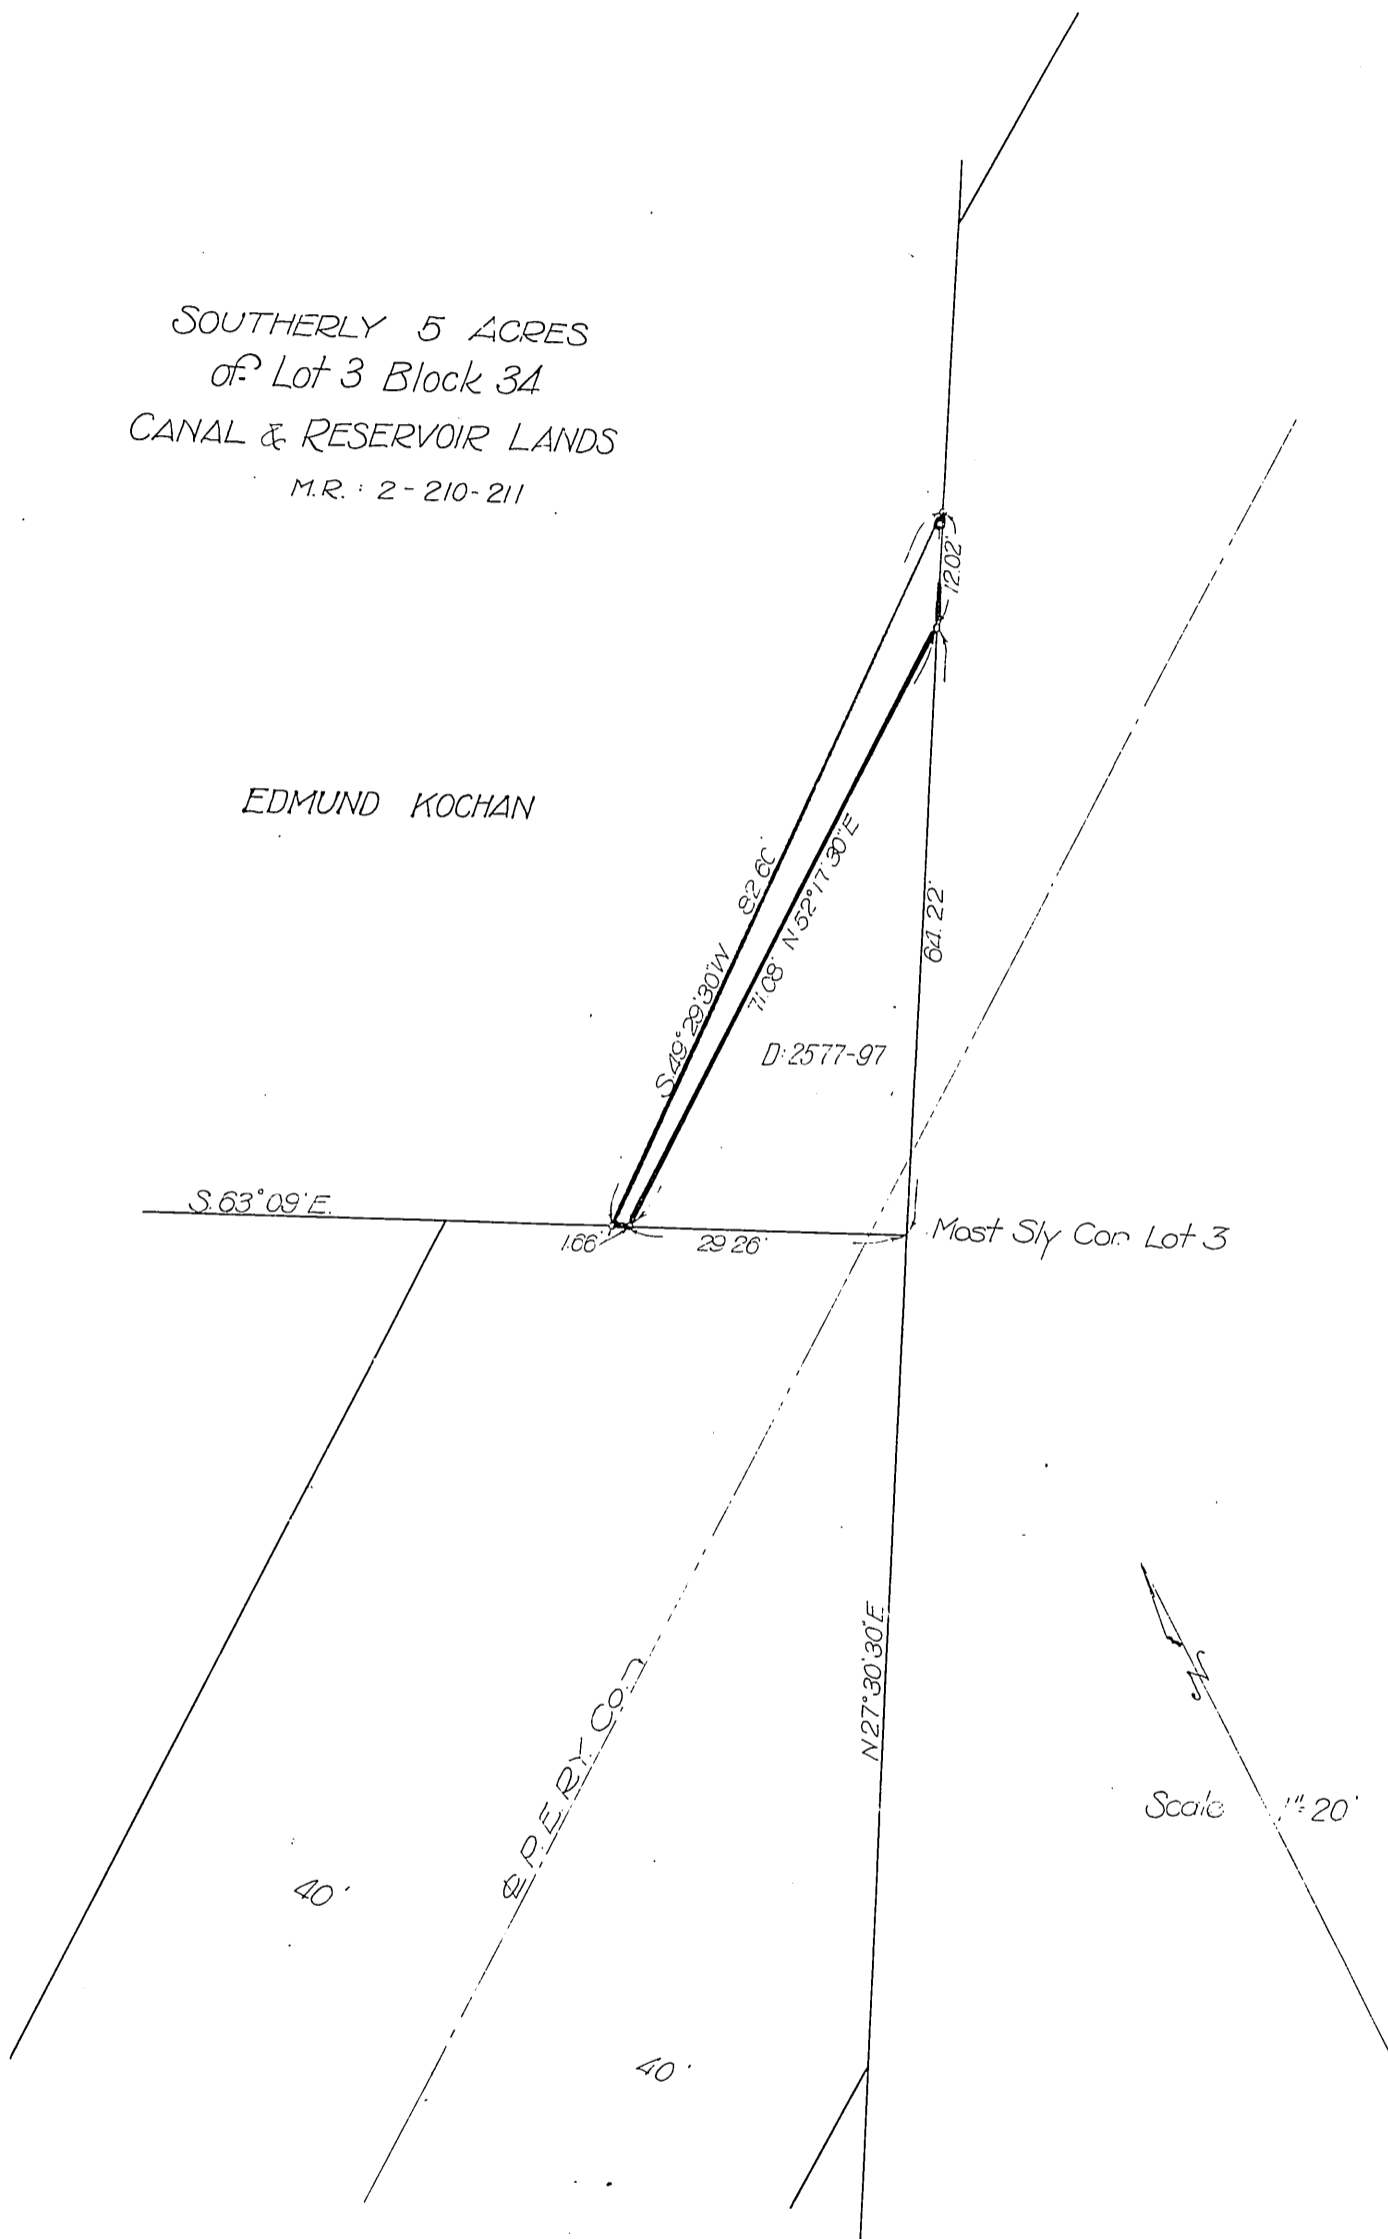 SOUTHERLY 5 ACRES
of Lot 3 Block 34
CANAL & RESERVOIR LANDS
M.R. : 2-210-211
12.02'
EDMUND KOCHAN
S.49°29'30"W 82.60'
71.08' N.52°17'30"E
64.22'
D:2577-97
S.63°09'E.
1.66'
29.26'
Most Sly Cor. Lot 3
N27°30'30"E.
℄ P.E.RY. Co.
Scale 1"=20'
N
40'
40'